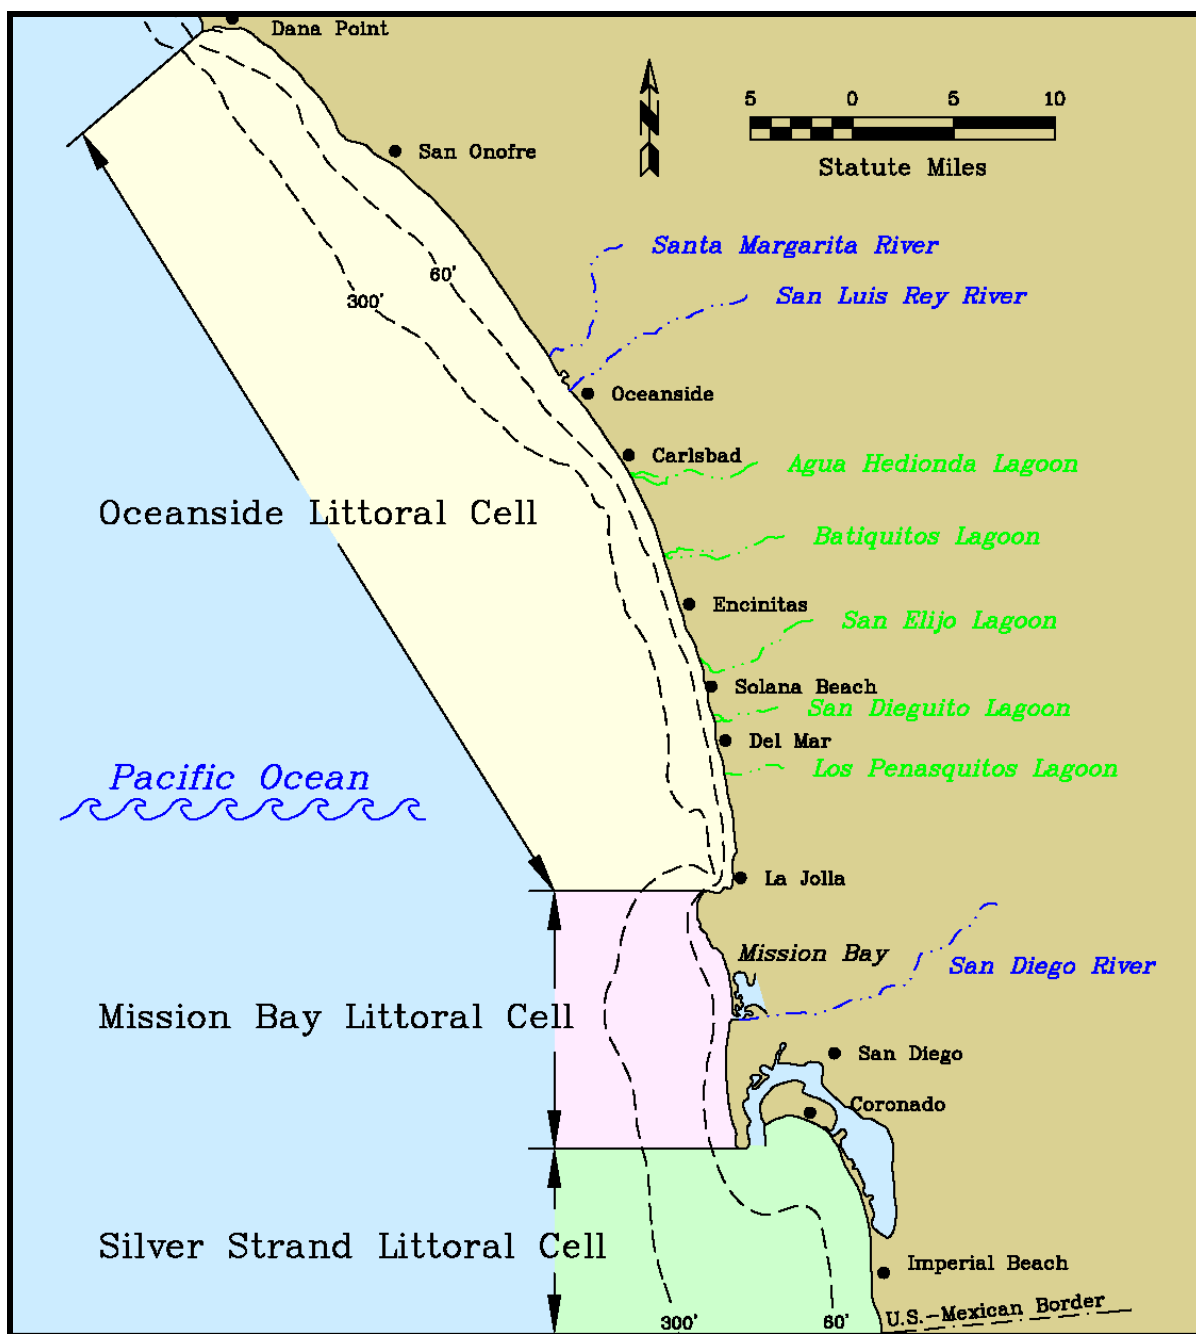 Dana Point
5 0 5 10
Statute Miles
San Onofre
N
Santa Margarita River
60'
300'
San Luis Rey River
Oceanside
Carlsbad
Agua Hedionda Lagoon
Oceanside Littoral Cell
Batiquitos Lagoon
Encinitas
San Elijo Lagoon
Solana Beach
San Dieguito Lagoon
Del Mar
Pacific Ocean
Los Penasquitos Lagoon
La Jolla
Mission Bay
San Diego River
Mission Bay Littoral Cell
San Diego
Coronado
Silver Strand Littoral Cell
Imperial Beach
U.S.-Mexican Border
300'
60'